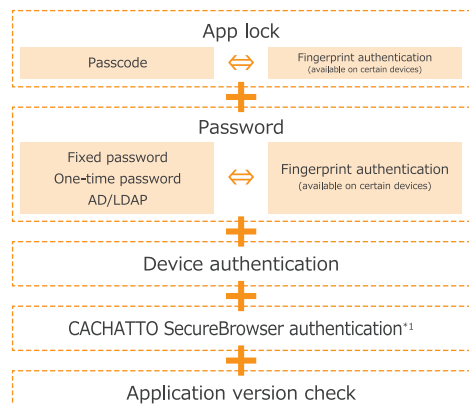 App lock
Passcode
Fingerprint authentication
(available on certain devices)
Password
Fixed password
One-time password
AD/LDAP
Fingerprint authentication
(available on certain devices)
Device authentication
CACHATTO SecureBrowser authentication*1
Application version check